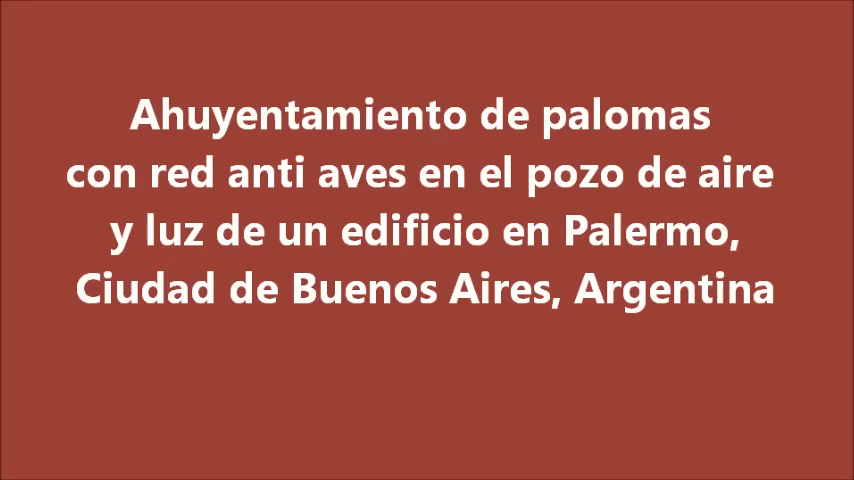 Ahuyentamiento de palomas
con red anti aves en el pozo de aire
y luz de un edificio en Palermo,
Ciudad de Buenos Aires, Argentina